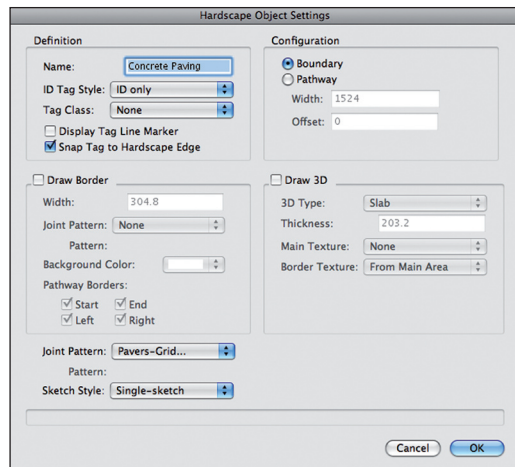 Hardscape Object Settings
Definition
Name: Concrete Paving
ID Tag Style: ID only
Tag Class: None
Display Tag Line Marker
Snap Tag to Hardscape Edge
Configuration
Boundary
Pathway
Width: 1524
Offset: 0
Draw Border
Width: 304.8
Joint Pattern: None
Pattern:
Background Color:
Pathway Borders:
Start End
Left Right
Draw 3D
3D Type: Slab
Thickness: 203.2
Main Texture: None
Border Texture: From Main Area
Joint Pattern: Pavers-Grid...
Pattern:
Sketch Style: Single-sketch
Cancel OK